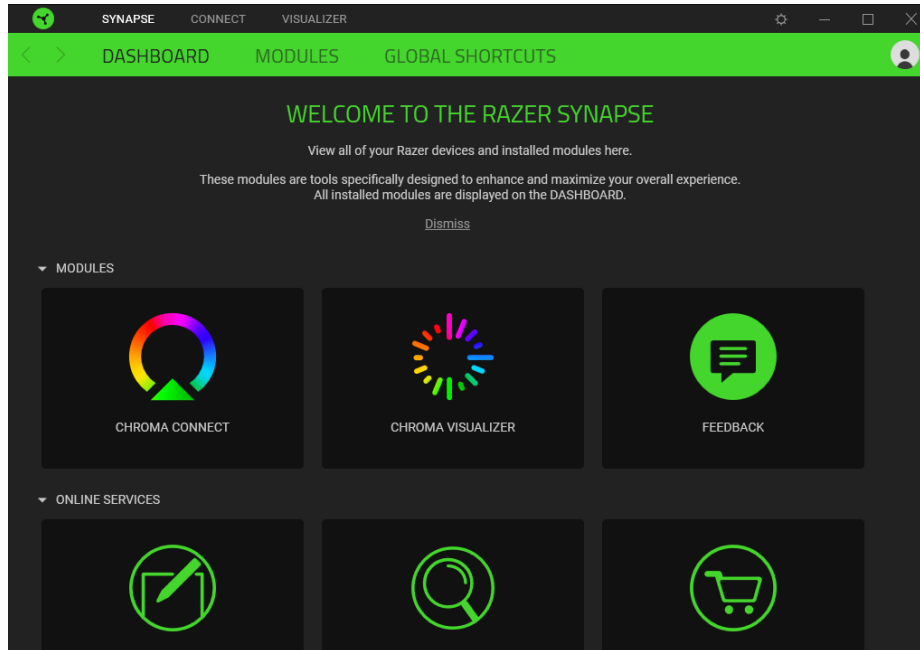 SYNAPSE CONNECT VISUALIZER
DASHBOARD MODULES GLOBAL SHORTCUTS
WELCOME TO THE RAZER SYNAPSE
View all of your Razer devices and installed modules here.
These modules are tools specifically designed to enhance and maximize your overall experience.
All installed modules are displayed on the DASHBOARD.
Dismiss
MODULES
CHROMA CONNECT CHROMA VISUALIZER FEEDBACK
ONLINE SERVICES